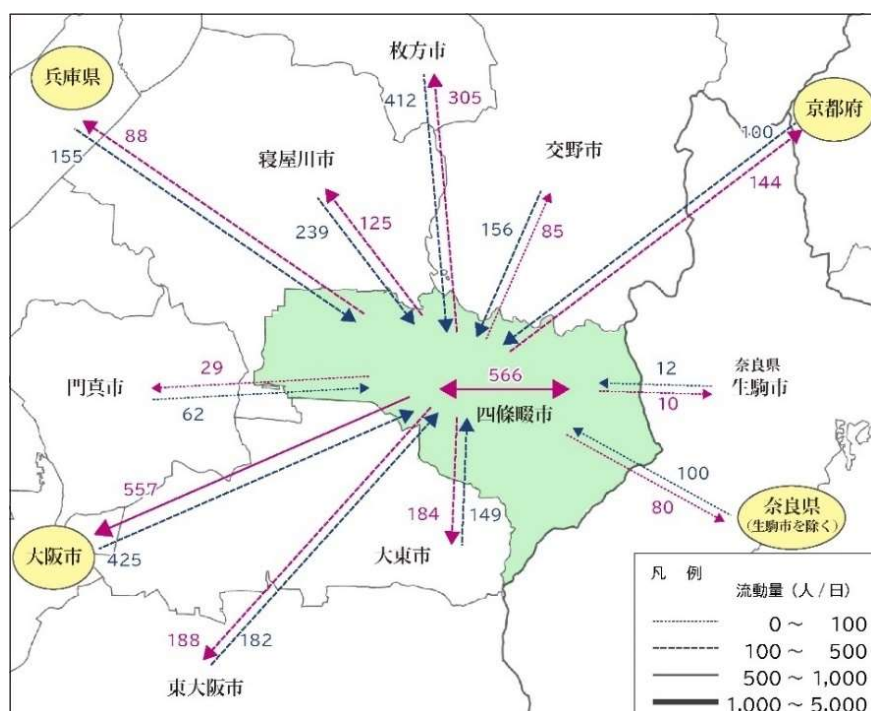 枚方市
兵庫県
京都府
412
305
100
88
155
寝屋川市
交野市
144
125
239
156
85
29
566
12
奈良県
生駒市
門真市
62
10
四條畷市
557
100
80
奈良県
(生駒市を除く)
184
149
大阪市
425
大東市
188
182
東大阪市
凡 例
流動量(人/日)
0～ 100
100～ 500
500～1,000
1,000～5,000